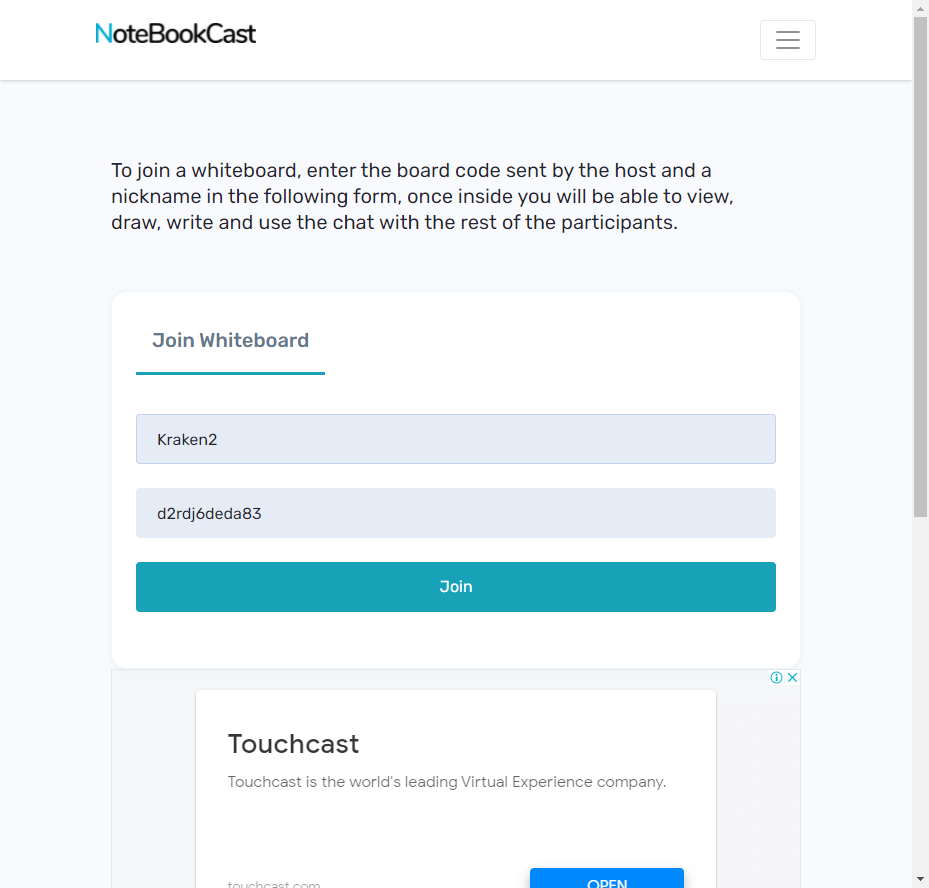 NoteBookCast
To join a whiteboard, enter the board code sent by the host and a
nickname in the following form, once inside you will be able to view,
draw, write and use the chat with the rest of the participants.
Join Whiteboard
Kraken2
d2rdj6deda83
Join
Touchcast
Touchcast is the world's leading Virtual Experience company.
touchcast.com
OPEN